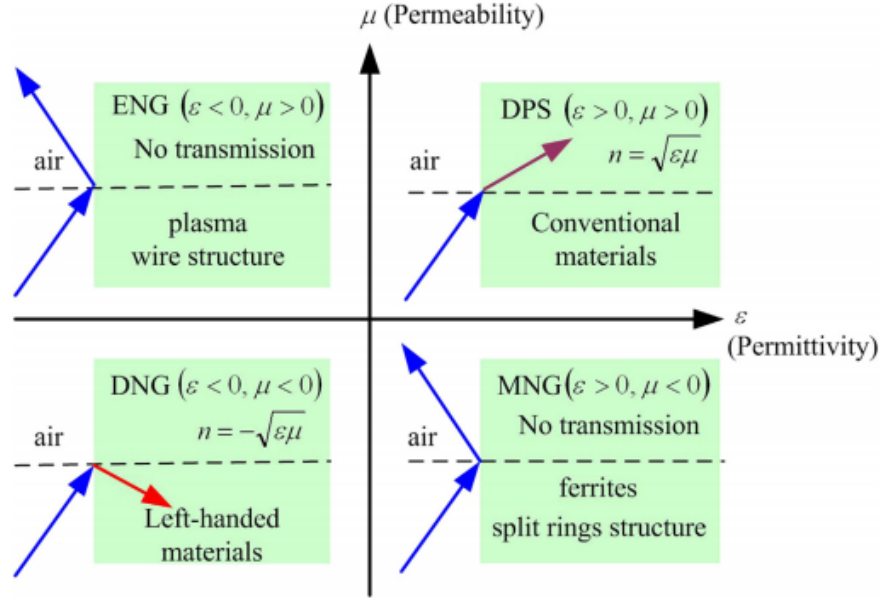 μ (Permeability)
ENG (ε < 0, μ > 0)
No transmission
air
plasma
wire structure
DPS (ε > 0, μ > 0)
n = √εμ
air
Conventional
materials
ε
(Permittivity)
DNG (ε < 0, μ < 0)
n = −√εμ
air
Left-handed
materials
MNG(ε > 0, μ < 0)
No transmission
air
ferrites
split rings structure